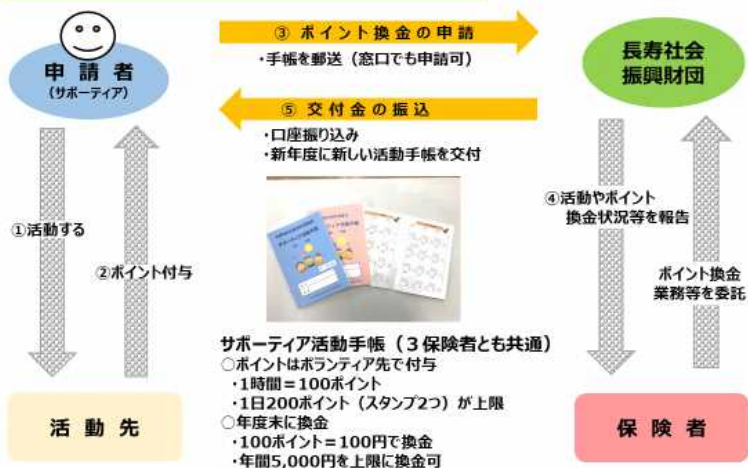 ③ ポイント換金の申請
・手帳を郵送（窓口でも申請可）
申請者
（サポーティア）
長寿社会
振興財団
⑤ 交付金の振込
・口座振り込み
・新年度に新しい活動手帳を交付
①活動する
②ポイント付与
④活動やポイント
換金状況等を報告
ポイント換金
業務等を委託
サポーティア活動手帳（３保険者とも共通）
○ポイントはボランティア先で付与
・1時間＝100ポイント
・1日200ポイント（スタンプ2つ）が上限
○年度末に換金
・100ポイント＝100円で換金
・年間5,000円を上限に換金可
活動先
保険者